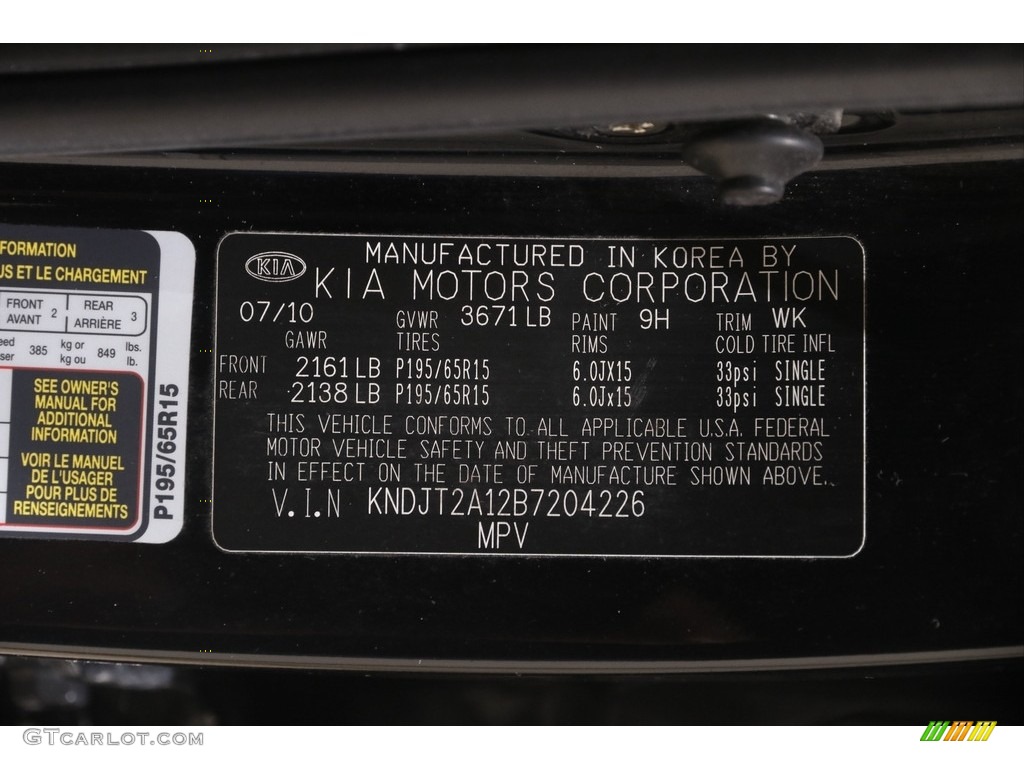 FORMATION
US ET LE CHARGEMENT
FRONT 2 REAR 3
AVANT ARRIÈRE
385 kg or 849 lbs.
kg ou lb.
SEE OWNER'S
MANUAL FOR
ADDITIONAL
INFORMATION
VOIR LE MANUEL
DE L'USAGER
POUR PLUS DE
RENSEIGNEMENTS
P195/65R15
KIA
MANUFACTURED IN KOREA BY
KIA MOTORS CORPORATION
07/10 GVWR 3671 LB PAINT 9H TRIM WK
GAWR TIRES RIMS COLD TIRE INFL
FRONT 2161 LB P195/65R15 6.0JX15 33psi SINGLE
REAR 2138 LB P195/65R15 6.0Jx15 33psi SINGLE
THIS VEHICLE CONFORMS TO ALL APPLICABLE U.S.A. FEDERAL
MOTOR VEHICLE SAFETY AND THEFT PREVENTION STANDARDS
IN EFFECT ON THE DATE OF MANUFACTURE SHOWN ABOVE.
V.I.N KNDJT2A12B7204226
MPV
GTCarlot.com